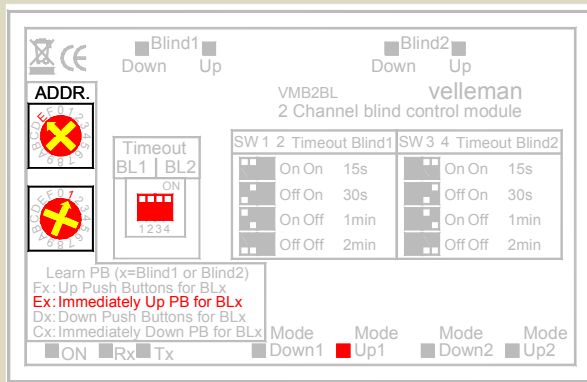 Blind1
Blind2
Down Up
Down Up
ADDR.
VMB2BL
velleman
2 Channel blind control module
Timeout
BL1 | BL2
ON
1234
SW 1 2 Timeout Blind1
On On 15s
On Off 30s
On Off 1min
Off Off 2min
SW 3 4 Timeout Blind2
On On 15s
On Off 30s
On Off 1min
Off Off 2min
0123456789ABCDEF
0123456789ABCDEF
Learn PB (x=Blind1 or Blind2)
Fx: Up Push Buttons for BLx
Ex: Immediately Up PB for BLx
Dx: Down Push Buttons for BLx
Cx: Immediately Down PB for BLx
Mode Mode Mode Mode
ON Rx Tx Down1 Up1 Down2 Up2